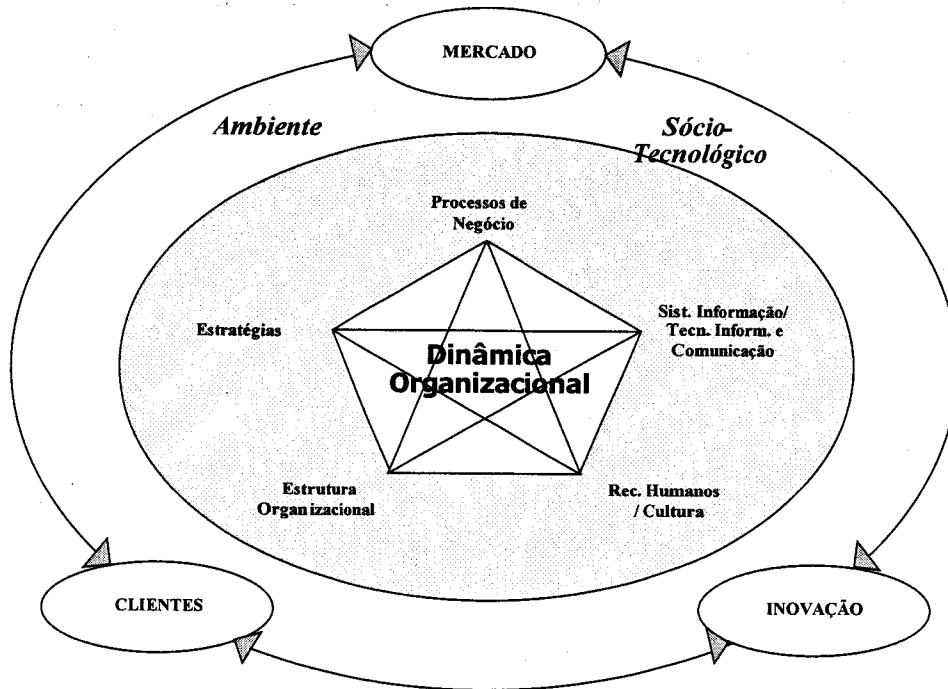 MERCADO
Ambiente
Sócio-
Tecnológico
Processos de
Negócio
Estratégias
Sist. Informação/
Tecn. Inform. e
Comunicação
Dinâmica
Organizacional
Estrutura
Organizacional
Rec. Humanos
/ Cultura
CLIENTES
INOVAÇÃO